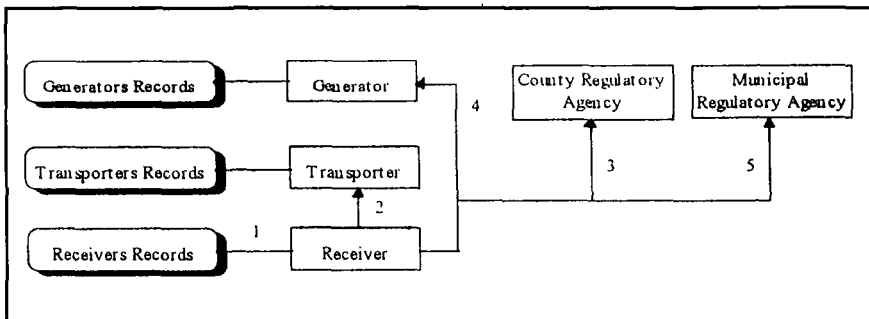 Generators Records
Generator
County Regulatory
Agency
Municipal
Regulatory Agency
4
Transporters Records
Transporter
3
5
2
Receivers Records
1
Receiver